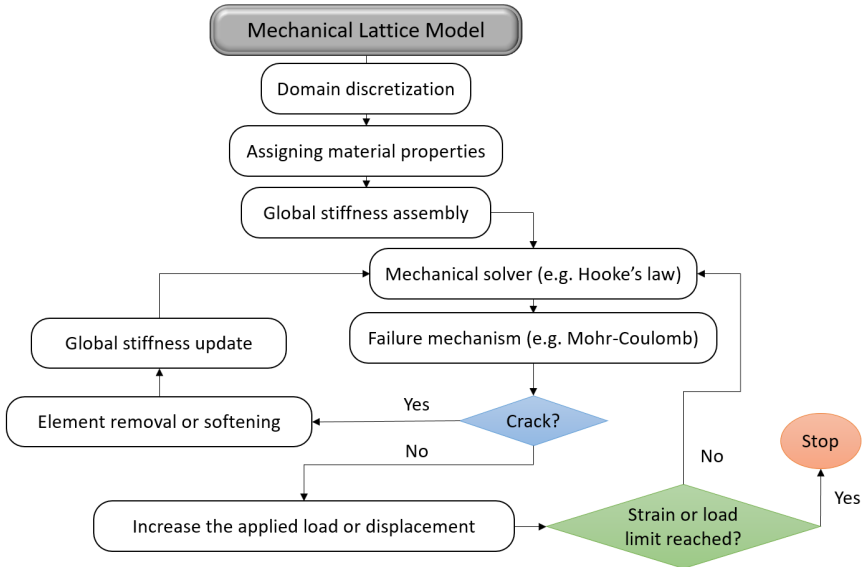 Mechanical Lattice Model
Domain discretization
Assigning material properties
Global stiffness assembly
Mechanical solver (e.g. Hooke’s law)
Failure mechanism (e.g. Mohr-Coulomb)
Global stiffness update
Crack?
Yes
Element removal or softening
No
Increase the applied load or displacement
Strain or load
limit reached?
No
Yes
Stop